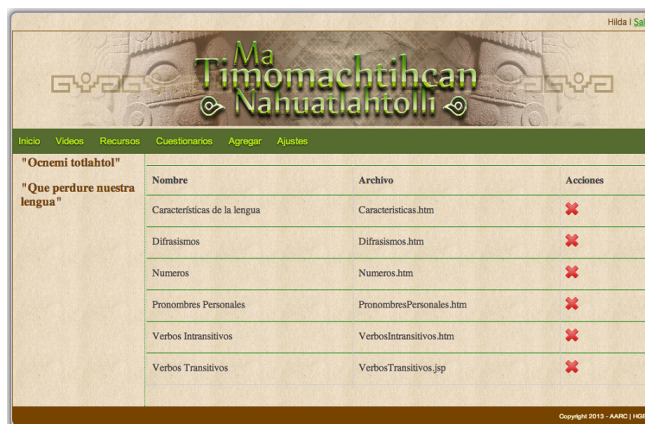 Hilda |
Ma
Timomachtihcan
Nahuatlahtolli
Inicio Videos Recursos Cuestionarios Agregar Ajustes
"Ocnemi totlahtol"
"Que perdure nuestra
lengua"
Nombre Archivo Acciones
Características de la lengua Caracteristicas.htm
Difrasismos Difrasismos.htm
Numeros Numeros.htm
Pronombres Personales PronombresPersonales.htm
Verbos Intransitivos VerbosIntransitivos.htm
Verbos Transitivos VerbosTransitivos.jsp
Copyright 2013 - AARC |